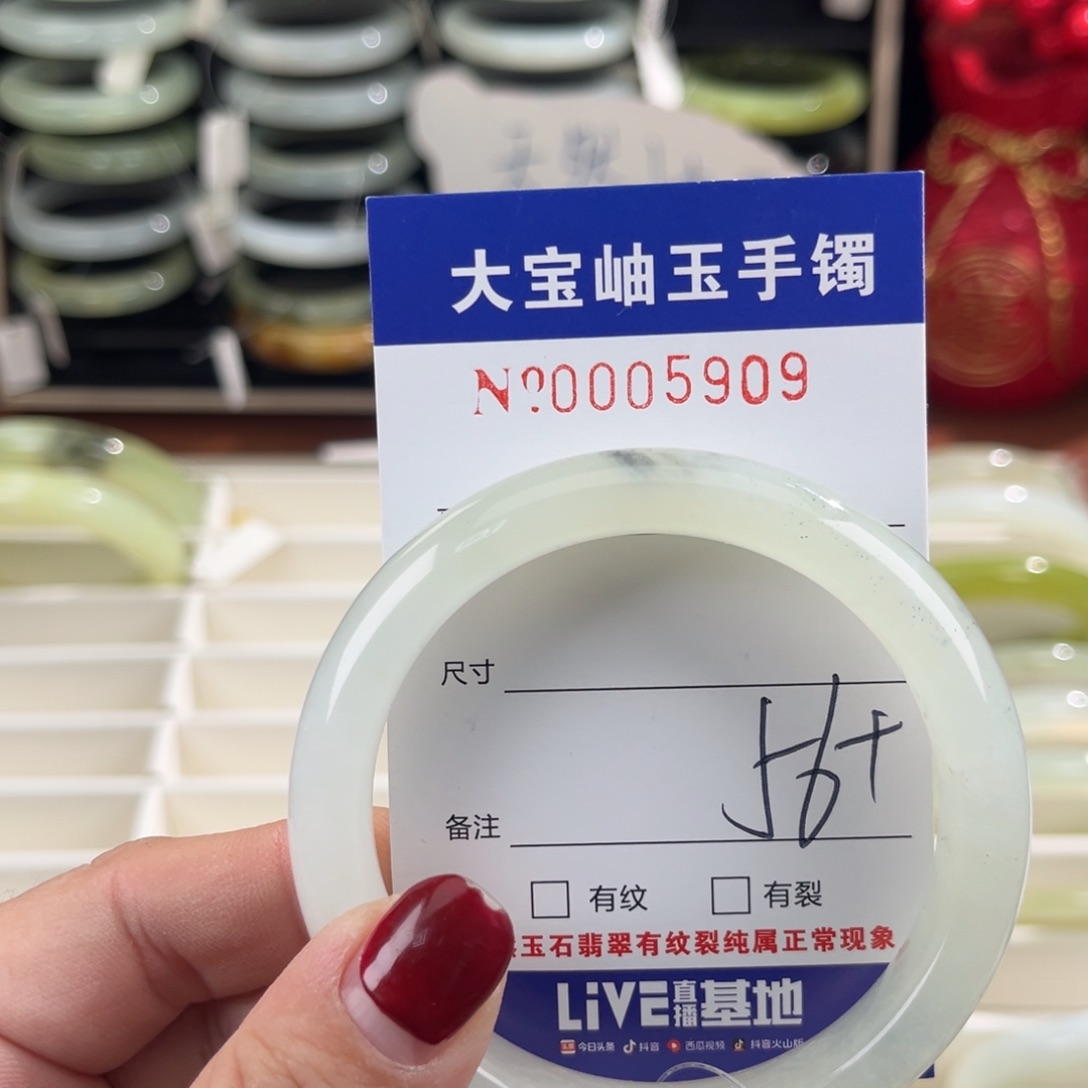 大宝岫玉手镯
Nº0005909
尺寸
56+
备注
有纹 有裂
玉石翡翠有纹裂纯属正常现象
LiVE直播基地
今日头条 抖音 西瓜视频 抖音火山版